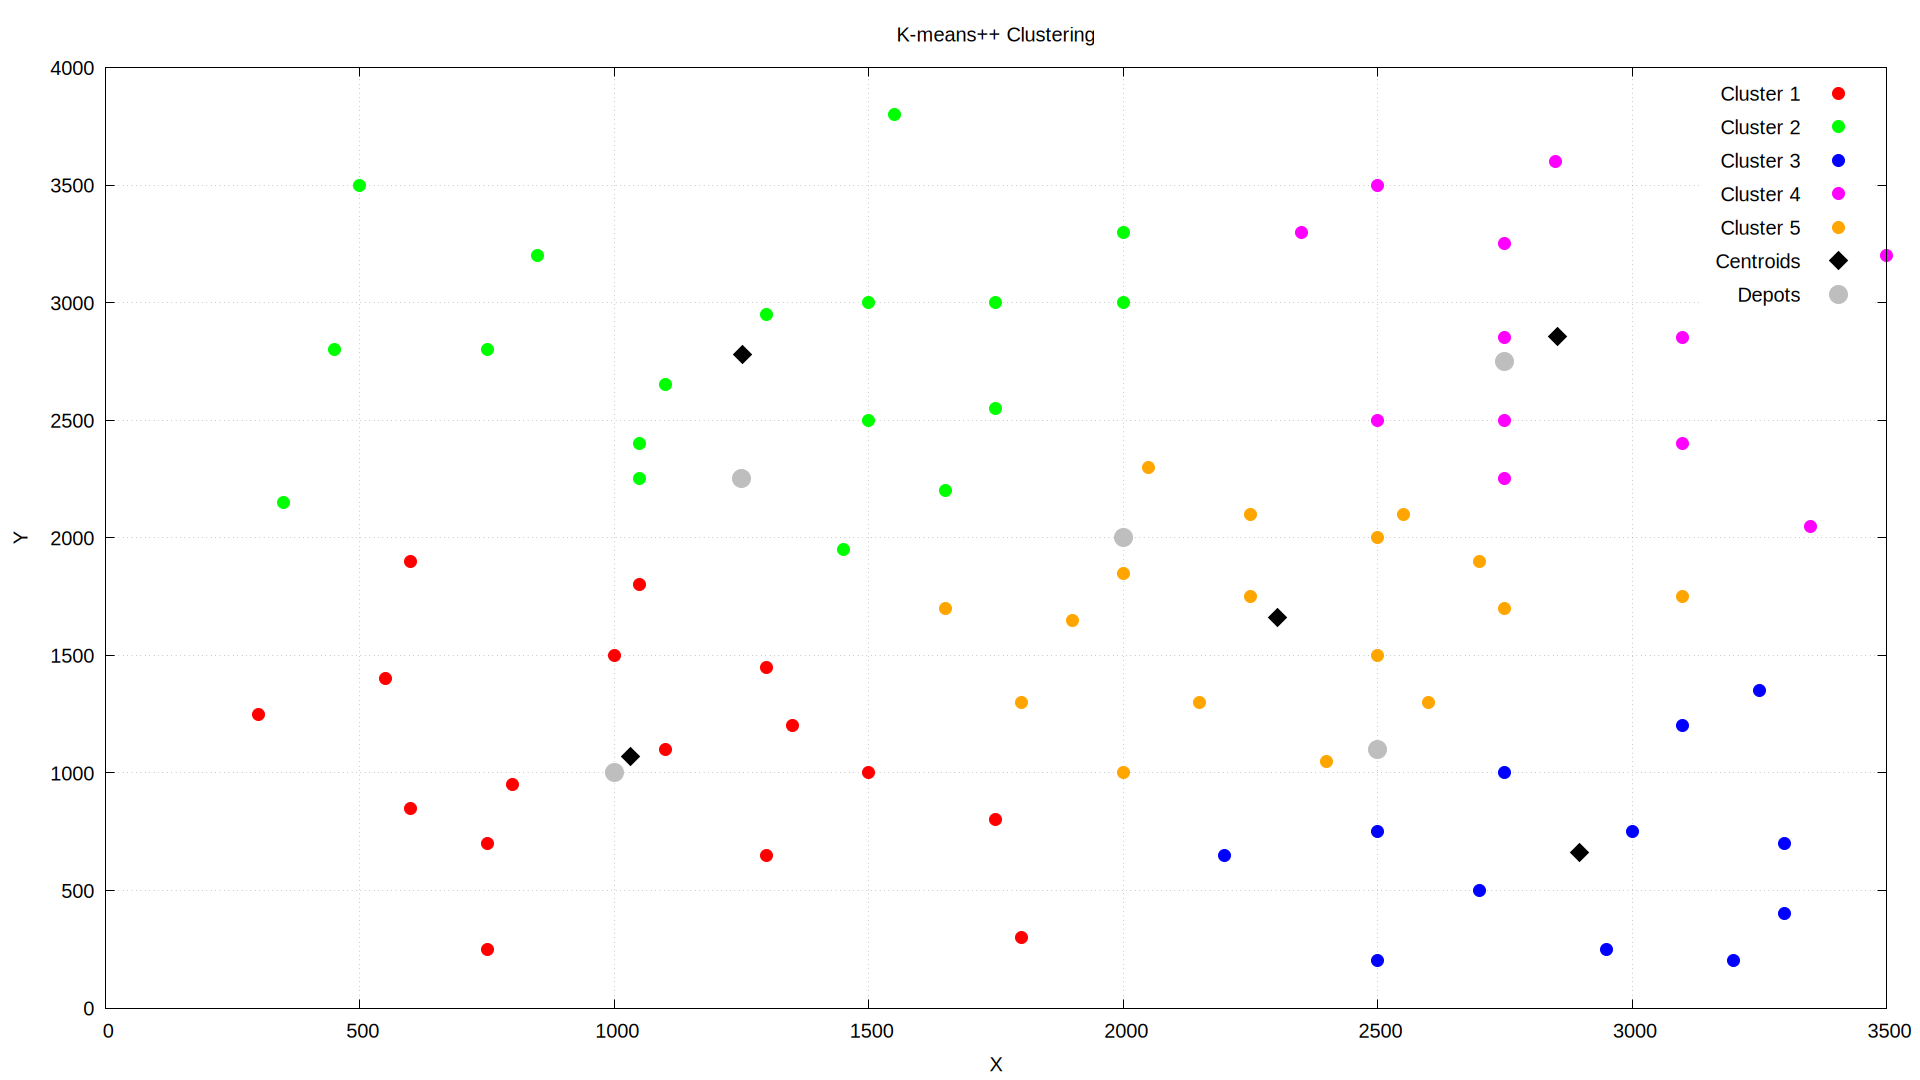 K-means++ Clustering
4000
3500
3000
2500
2000
1500
1000
500
0
Y
Cluster 1
Cluster 2
Cluster 3
Cluster 4
Cluster 5
Centroids
Depots
0 500 1000 1500 2000 2500 3000 3500
X